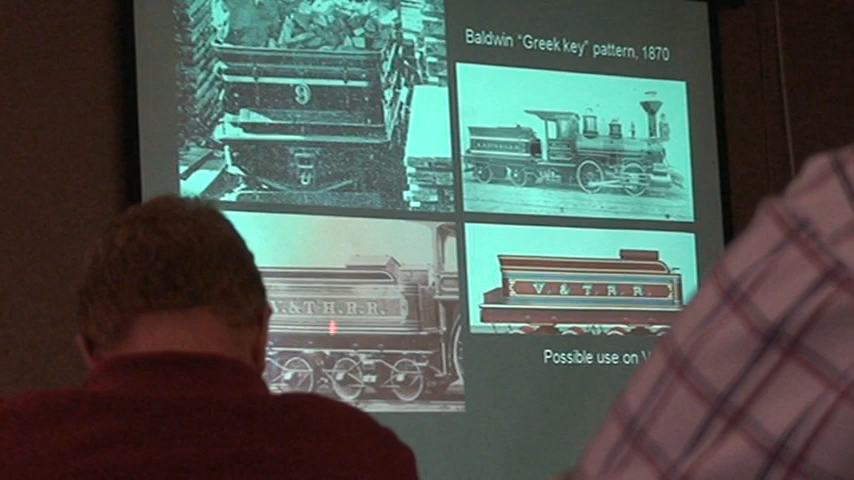 Baldwin "Greek key" pattern, 1870
9
V.&T.H.R.R.
V. & T. R. R.
Possible use on V